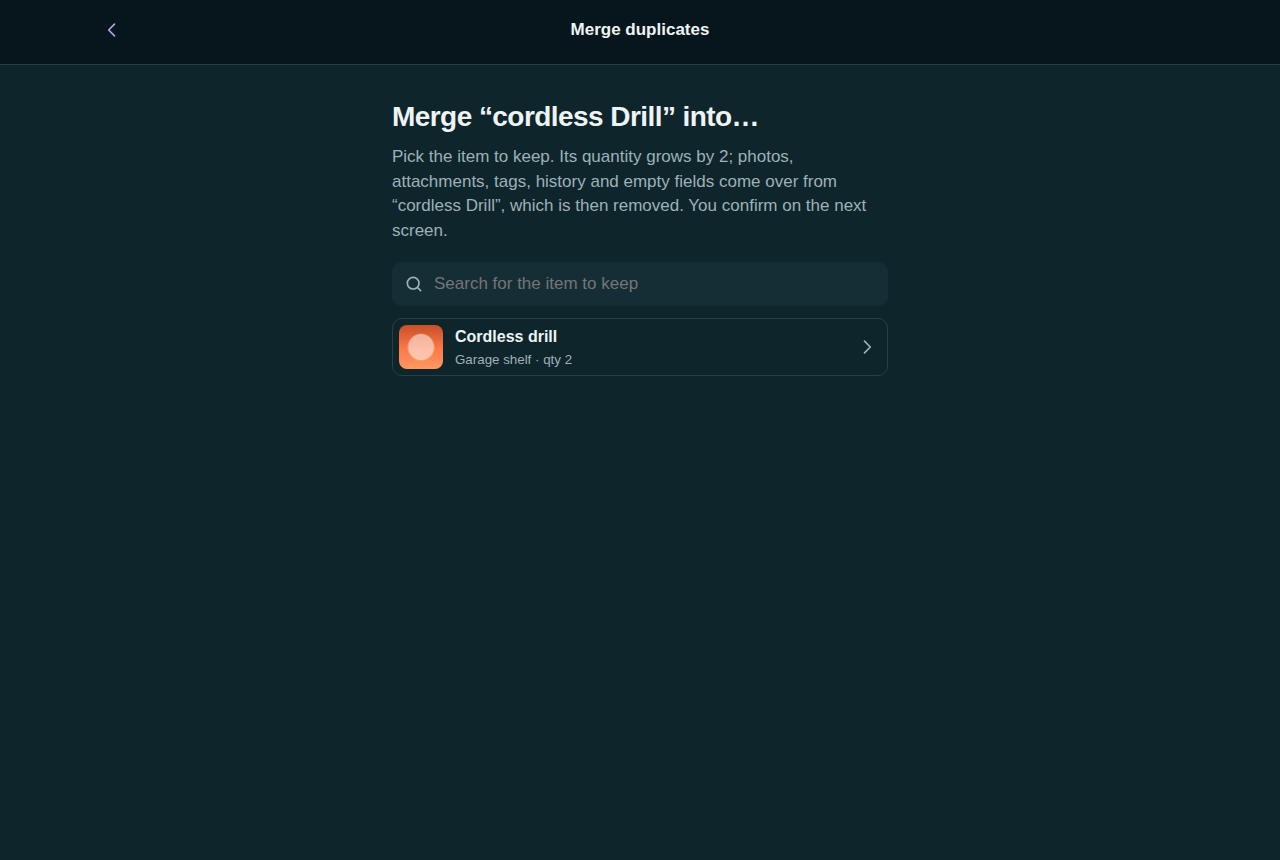 Merge duplicates
Merge “cordless Drill” into…
Pick the item to keep. Its quantity grows by 2; photos,
attachments, tags, history and empty fields come over from
“cordless Drill”, which is then removed. You confirm on the next
screen.
Search for the item to keep
Cordless drill
Garage shelf · qty 2